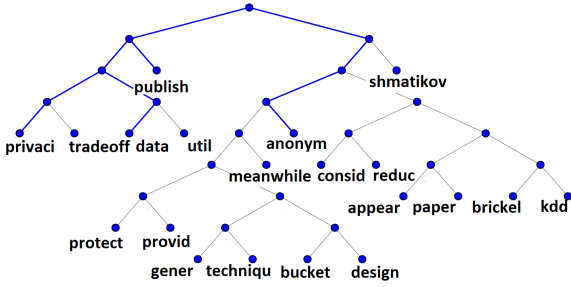 publish
shmatikov
privaci tradeoff data util anonym
meanwhile consid reduc
appear paper brickel kdd
protect provid
gener techniqu bucket design